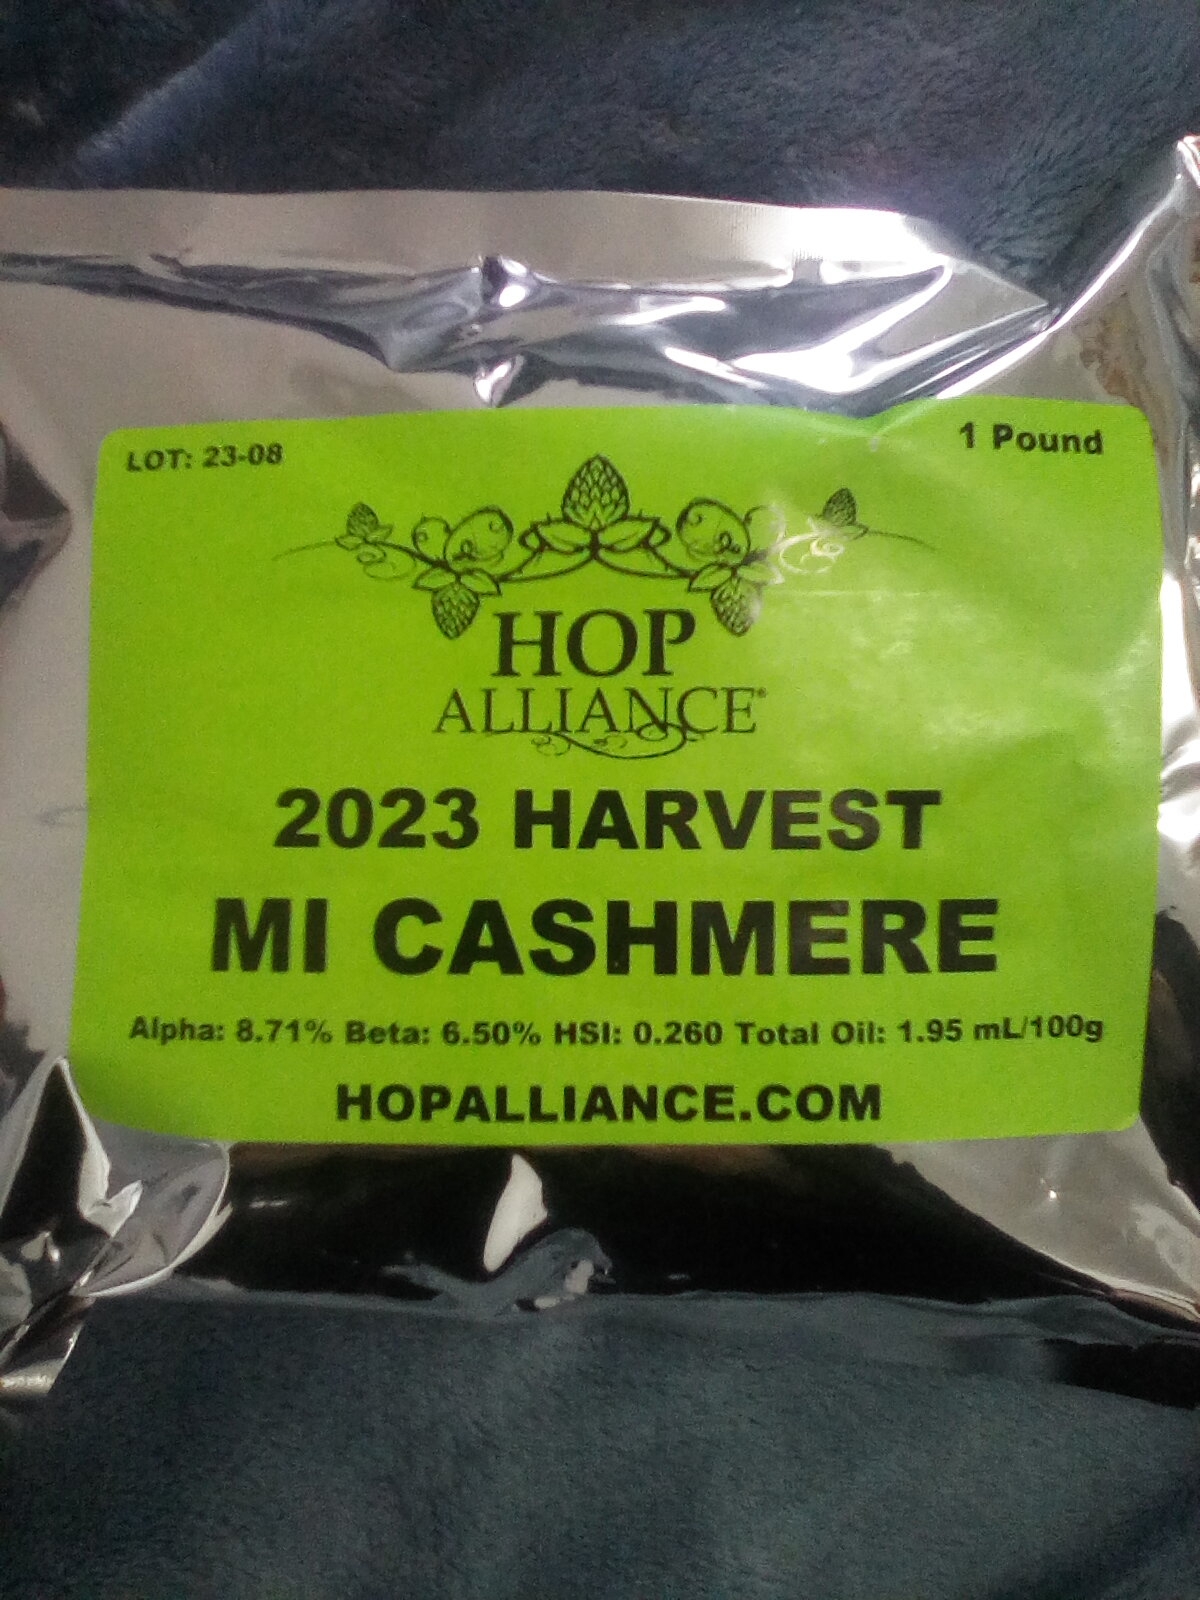 LOT: 23-08
1 Pound
HOP
ALLIANCE®
2023 HARVEST
MI CASHMERE
Alpha: 8.71% Beta: 6.50% HSI: 0.260 Total Oil: 1.95 mL/100g
HOPALLIANCE.COM